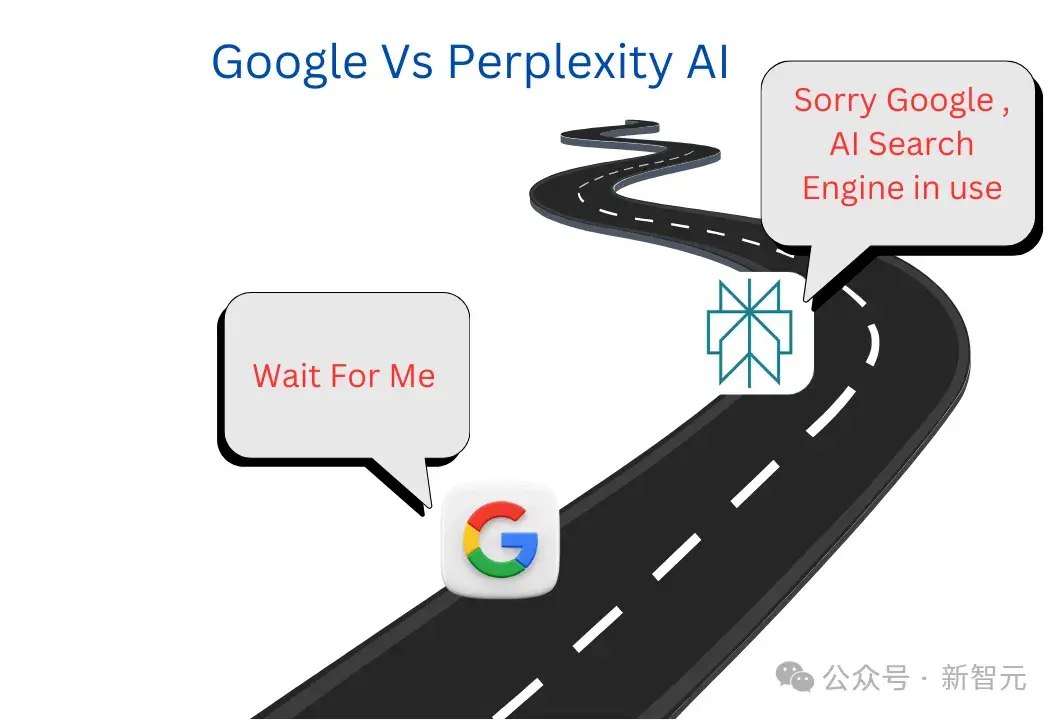 Google Vs Perplexity AI
Sorry Google ,
AI Search
Engine in use
Wait For Me
公众号 · 新智元